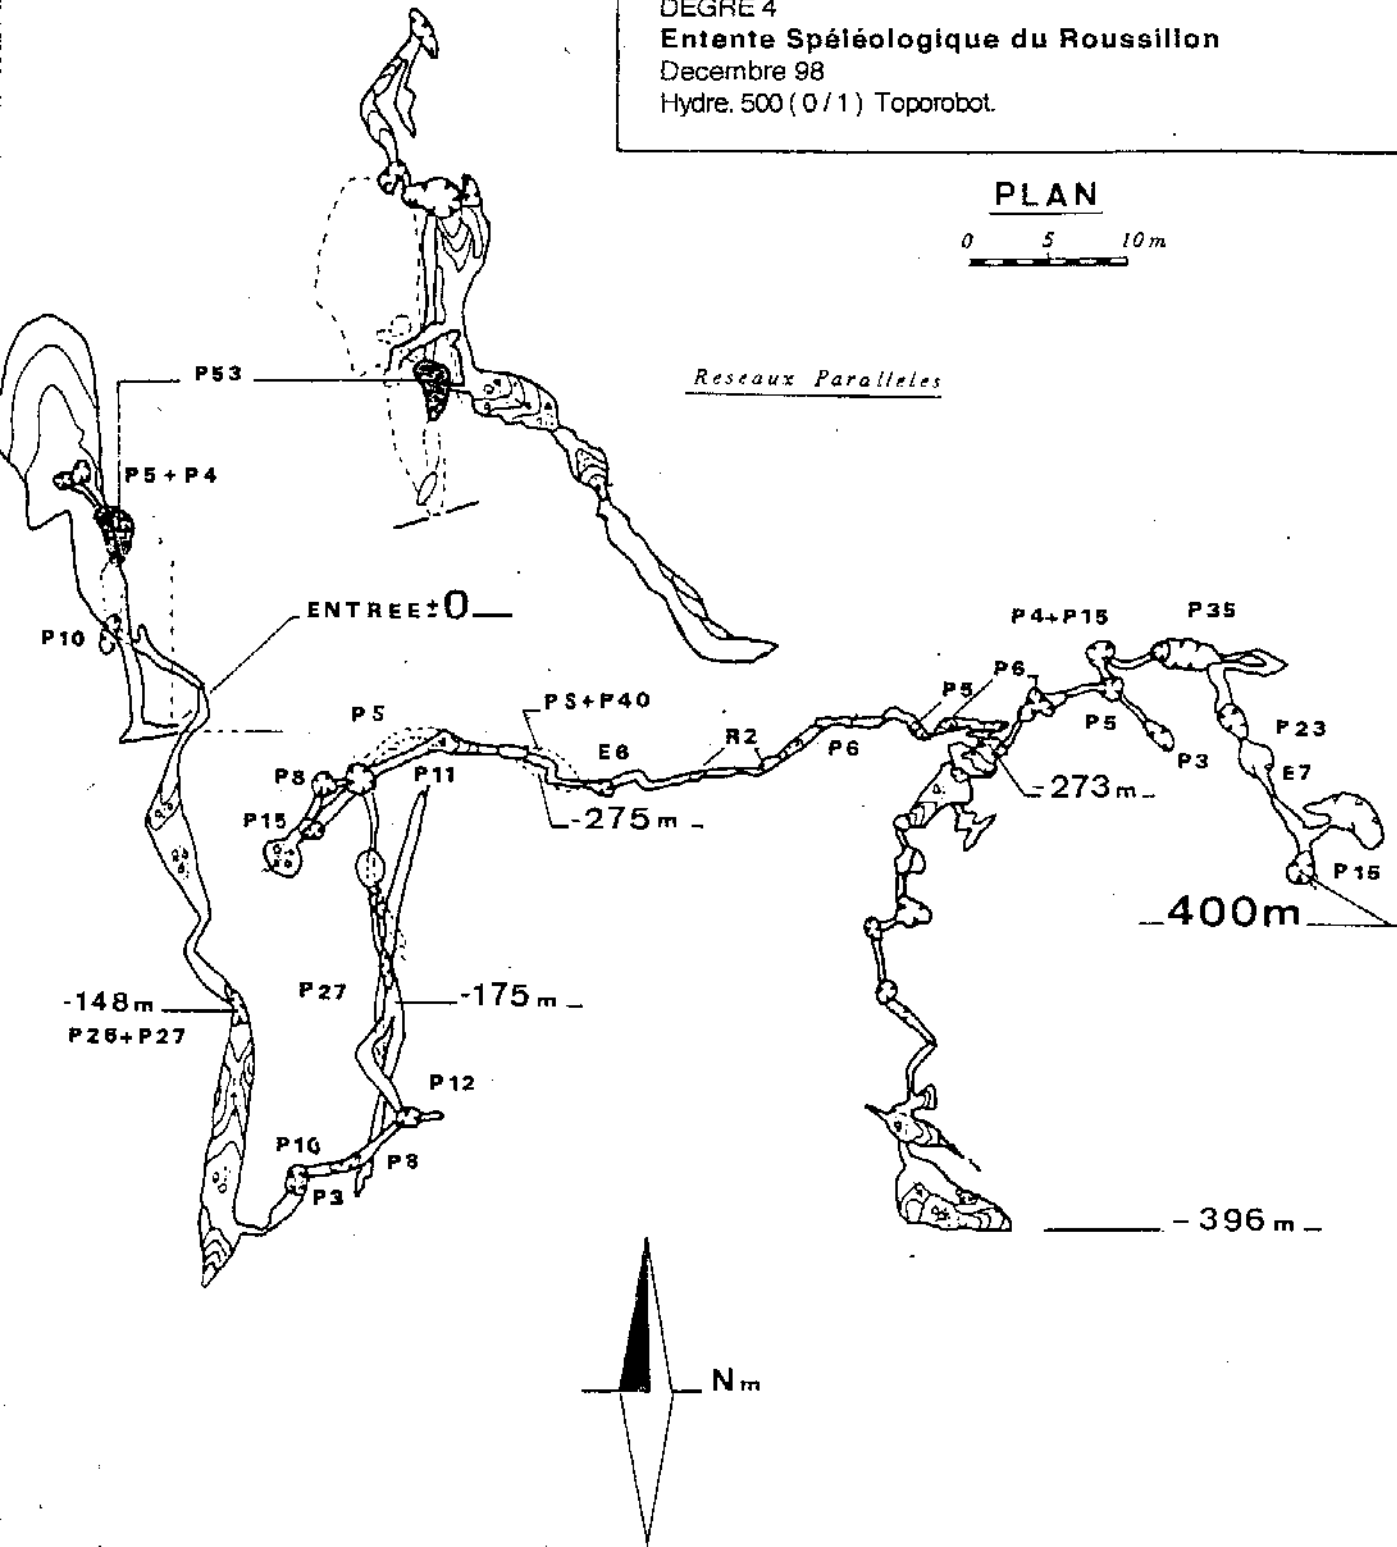 DEGRE 4
Entente Spéléologique du Roussillon
Decembre 98
Hydre. 500 ( 0 / 1 ) Toporobot.
PLAN
0 5 10 m
P53
Reseaux Paralleles
P5 + P4
ENTREE ±0
P10
P4+P15
P35
P6
P5
P5+P40
P5
P5
P23
R2
E6
P6
P3
P8
P11
E7
-273 m
P15
-275 m
P15
-400m
P27
-175 m
-148 m
P26+P27
P12
P10
P8
P3
- 396 m
Nm